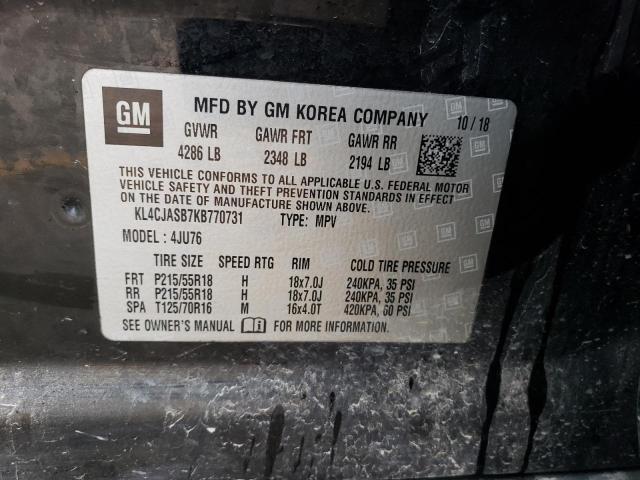 GM
MFD BY GM KOREA COMPANY
10 / 18
GVWR GAWR FRT GAWR RR
4286 LB 2348 LB 2194 LB
THIS VEHICLE CONFORMS TO ALL APPLICABLE U.S. FEDERAL MOTOR
VEHICLE SAFETY AND THEFT PREVENTION STANDARDS IN EFFECT
ON THE DATE OF MANUFACTURE SHOWN ABOVE.
KL4CJASB7KB770731 TYPE: MPV
MODEL: 4JU76
TIRE SIZE SPEED RTG RIM COLD TIRE PRESSURE
FRT P215/55R18 H 18x7.0J 240KPA, 35 PSI
RR P215/55R18 H 18x7.0J 240KPA, 35 PSI
SPA T125/70R16 M 16x4.0T 420KPA, 60 PSI
SEE OWNER'S MANUAL FOR MORE INFORMATION.